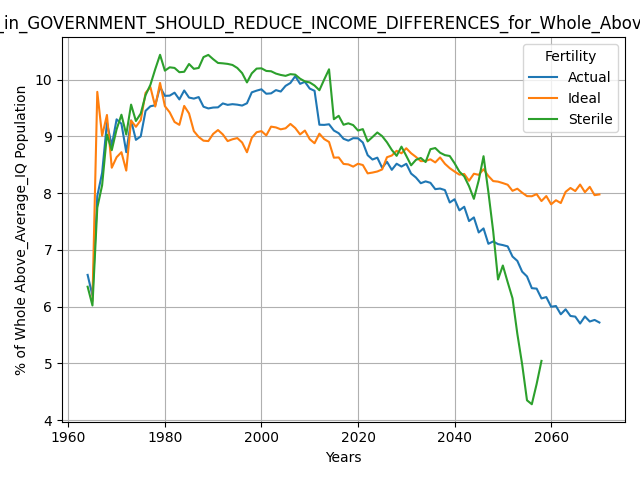 _in_GOVERNMENT_SHOULD_REDUCE_INCOME_DIFFERENCES_for_Whole_Abov
% of Whole Above_Average_IQ Population
10
9
8
7
6
5
4
1960
1980
2000
2020
2040
2060
Years
Fertility
Actual
Ideal
Sterile